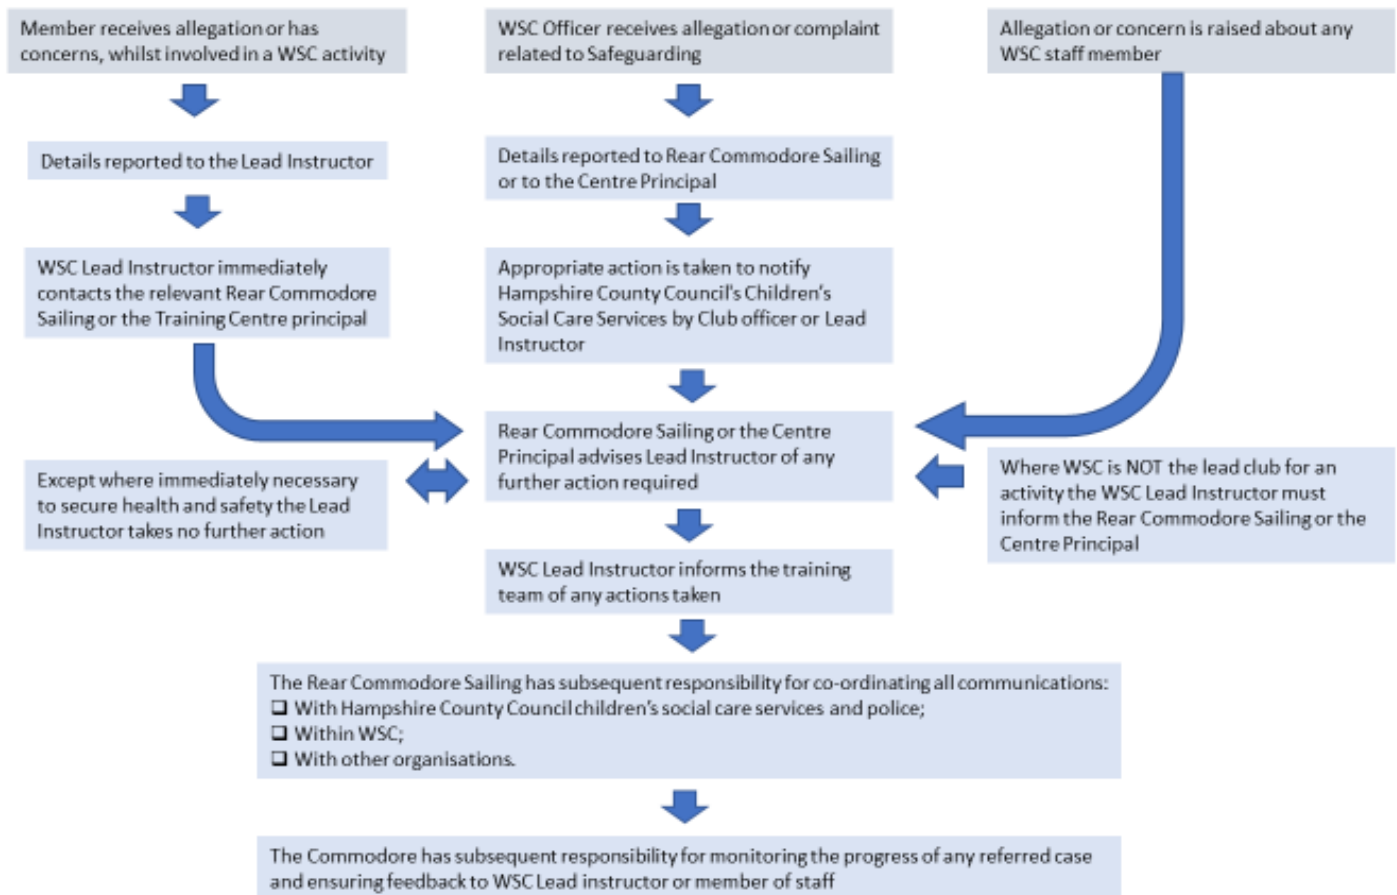 Member receives allegation or has
concerns, whilst involved in a WSC activity
WSC Officer receives allegation or complaint
related to Safeguarding
Allegation or concern is raised about any
WSC staff member
Details reported to the Lead Instructor
Details reported to Rear Commodore Sailing
or to the Centre Principal
WSC Lead Instructor immediately
contacts the relevant Rear Commodore
Sailing or the Training Centre principal
Appropriate action is taken to notify
Hampshire County Council's Children's
Social Care Services by Club officer or Lead
Instructor
Rear Commodore Sailing or the Centre
Principal advises Lead Instructor of any
further action required
Except where immediately necessary
to secure health and safety the Lead
Instructor takes no further action
Where WSC is NOT the lead club for an
activity the WSC Lead Instructor must
inform the Rear Commodore Sailing or the
Centre Principal
WSC Lead Instructor informs the training
team of any actions taken
The Rear Commodore Sailing has subsequent responsibility for co-ordinating all communications:
❑ With Hampshire County Council children's social care services and police;
❑ Within WSC;
❑ With other organisations.
The Commodore has subsequent responsibility for monitoring the progress of any referred case
and ensuring feedback to WSC Lead instructor or member of staff